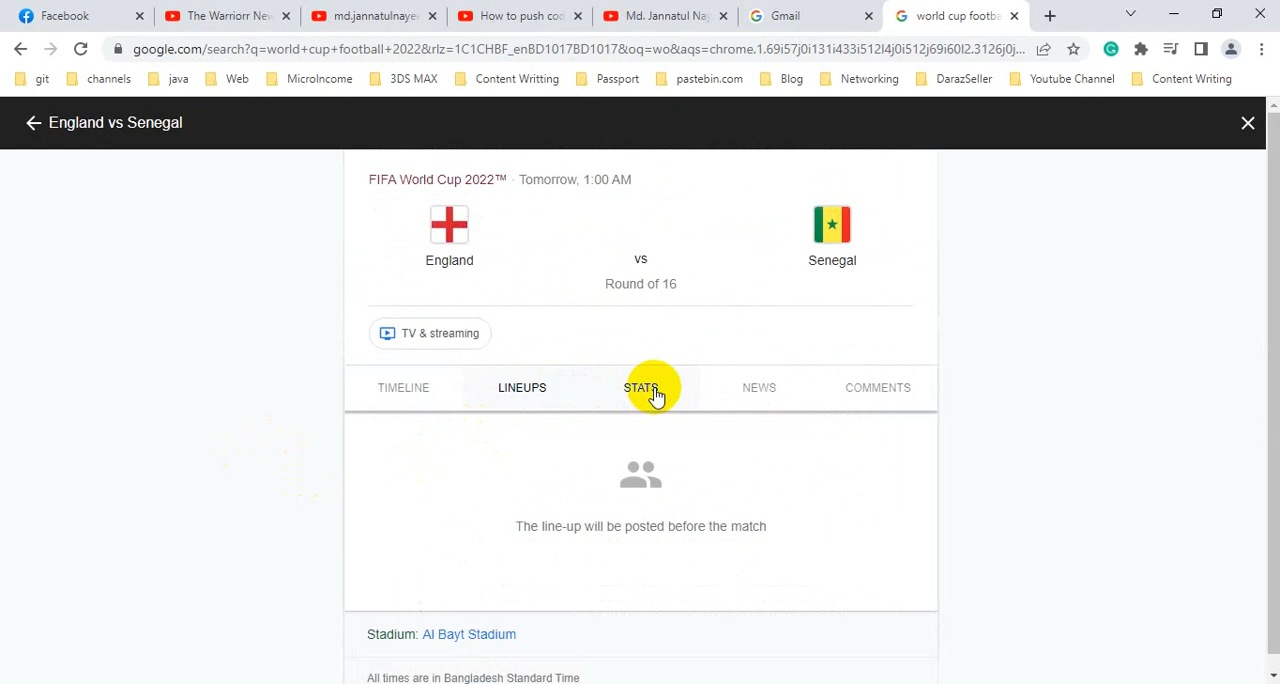 Facebook
The Warriorr Nev
md.jannatulnayee
How to push cod
Md. Jannatul Nay
Gmail
world cup footba
google.com/search?q=world+cup+football+2022&rlz=1C1CHBF_enBD1017BD1017&oq=wo&aqs=chrome.1.69i57j0i131i433i512l4j0i512j69i60l2.3126j0j...
git
channels
java
Web
MicroIncome
3DS MAX
Content Writting
Passport
pastebin.com
Blog
Networking
DarazSeller
Youtube Channel
Content Writing
England vs Senegal
FIFA World Cup 2022™ · Tomorrow, 1:00 AM
England
vs
Senegal
Round of 16
TV & streaming
TIMELINE
LINEUPS
STATS
NEWS
COMMENTS
The line-up will be posted before the match
Stadium: Al Bayt Stadium
All times are in Bangladesh Standard Time